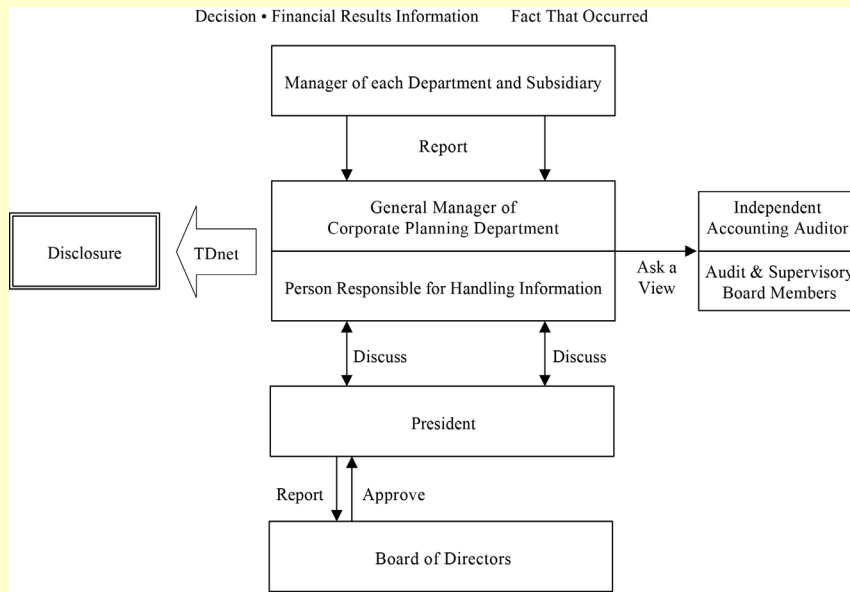 Decision • Financial Results Information Fact That Occurred
Manager of each Department and Subsidiary
Report
General Manager of
Corporate Planning Department
Person Responsible for Handling Information
Disclosure
TDnet
Ask a
View
Independent
Accounting Auditor
Audit & Supervisory
Board Members
Discuss
Discuss
President
Report
Approve
Board of Directors